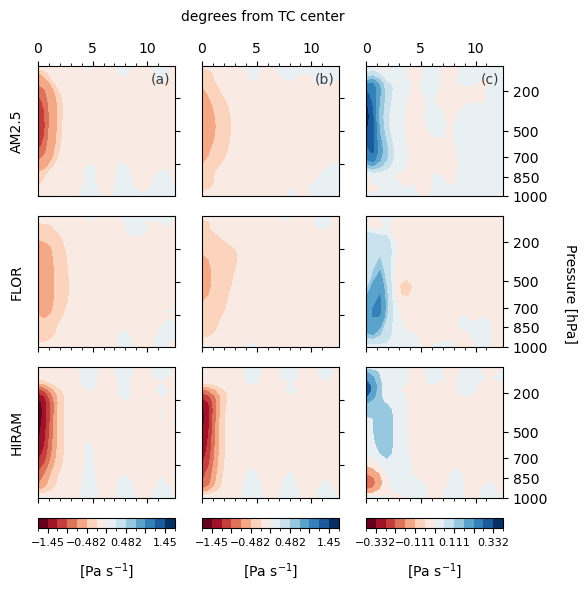 degrees from TC center
0 5 10 0 5 10 0 5 10
(a) (b) (c)
AM2.5
200
500
700
850
1000
FLOR
200
500
700
850
1000
Pressure [hPa]
HIRAM
200
500
700
850
1000
−1.45 −0.482 0.482 1.45 −1.45 −0.482 0.482 1.45 −0.332 −0.111 0.111 0.332
[Pa s⁻¹] [Pa s⁻¹] [Pa s⁻¹]